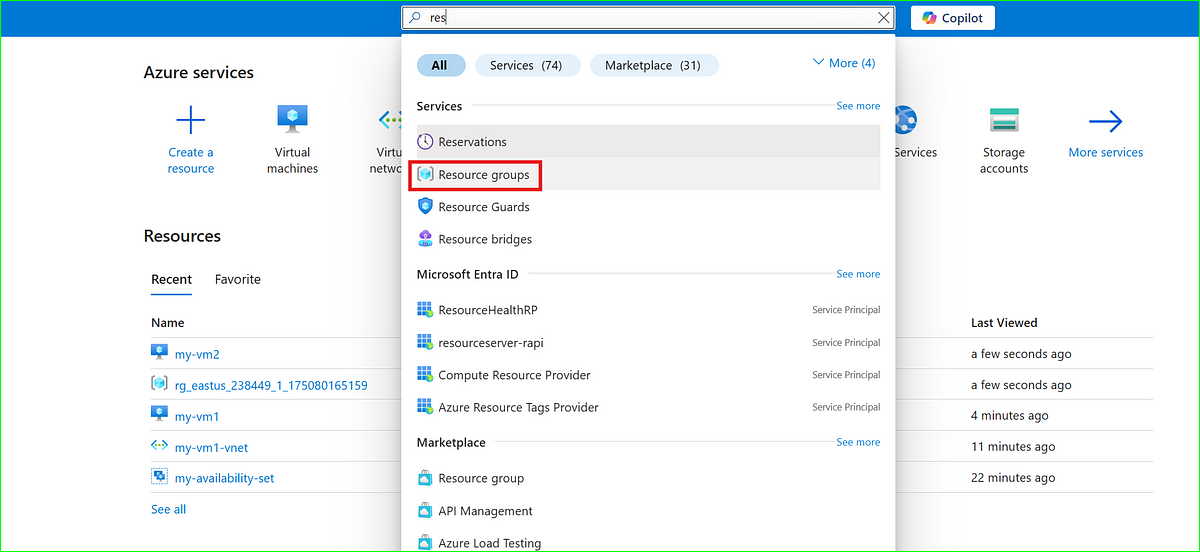 res
Copilot
All
Services (74)
Marketplace (31)
More (4)
Azure services
Create a
resource
Virtual
machines
Virtu
netw
Services
Storage
accounts
More services
Services
See more
Reservations
Resource groups
Resource Guards
Resource bridges
Microsoft Entra ID
See more
ResourceHealthRP
Service Principal
resourceserver-rapi
Service Principal
Compute Resource Provider
Service Principal
Azure Resource Tags Provider
Service Principal
Marketplace
See more
Resource group
API Management
Azure Load Testing
Resources
Recent
Favorite
Name
Last Viewed
my-vm2
a few seconds ago
rg_eastus_238449_1_175080165159
a few seconds ago
my-vm1
4 minutes ago
my-vm1-vnet
11 minutes ago
my-availability-set
22 minutes ago
See all